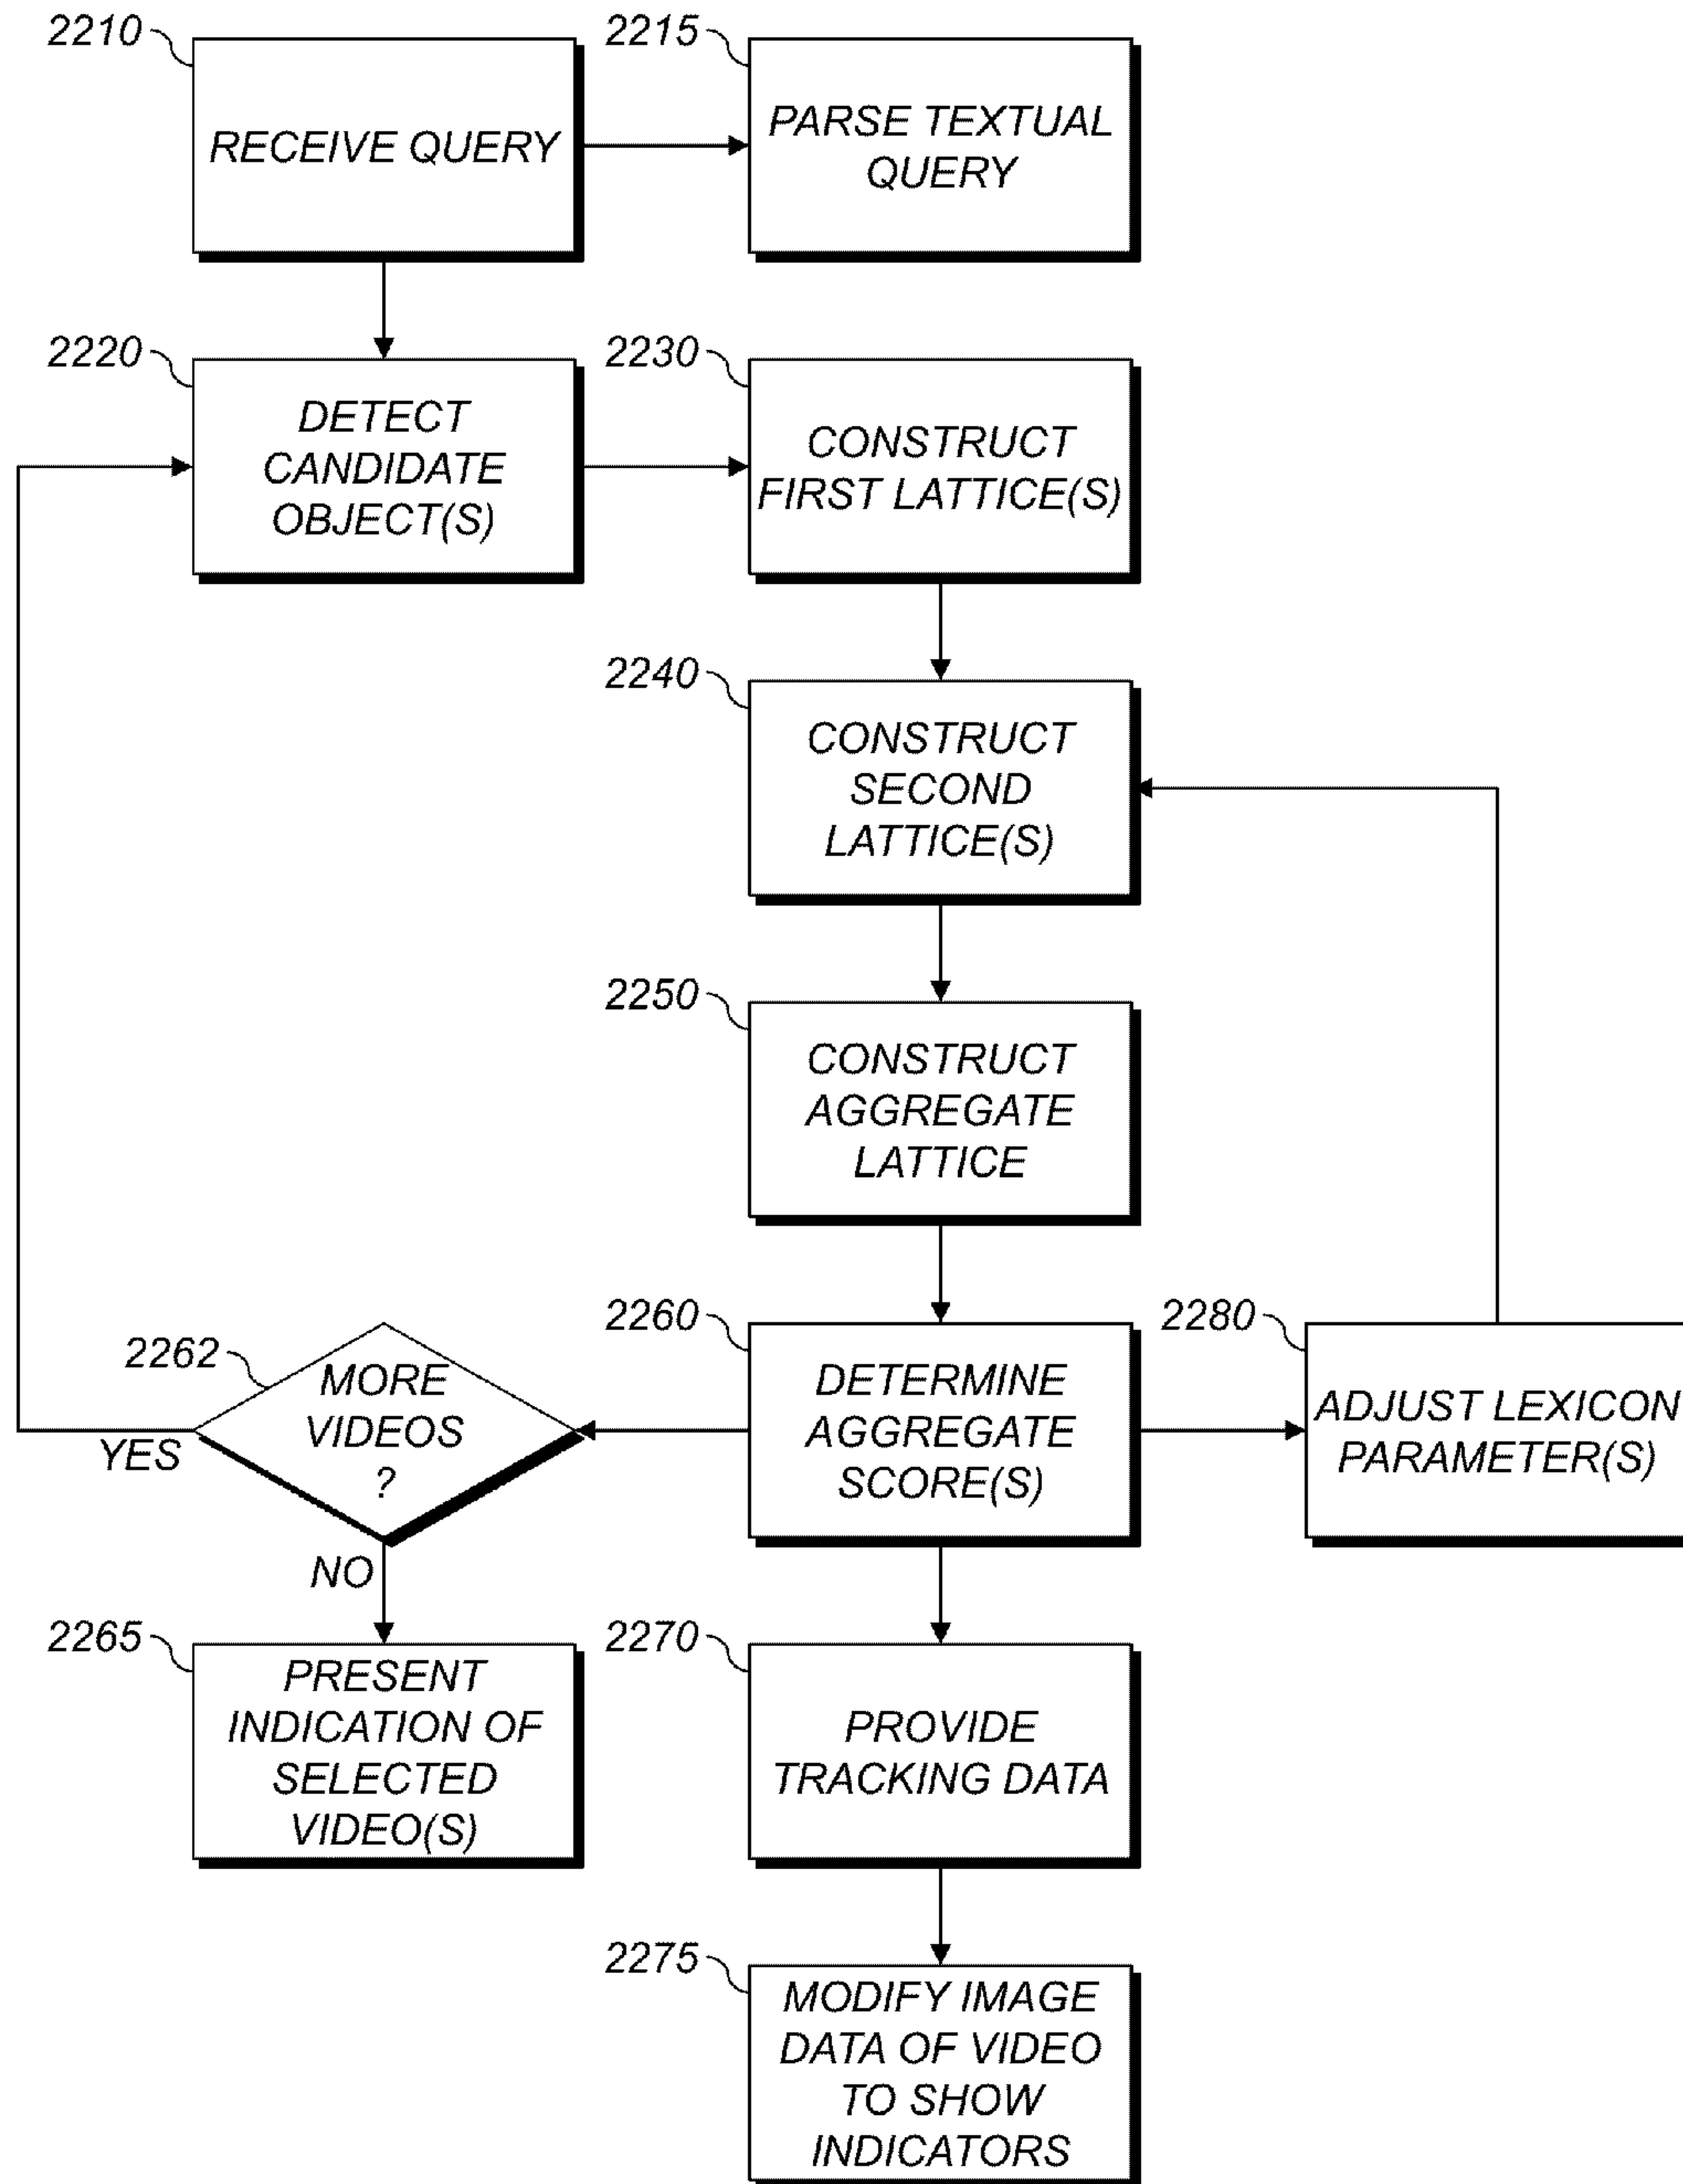 2210
RECEIVE QUERY
2215
PARSE TEXTUAL
QUERY
2220
DETECT
CANDIDATE
OBJECT(S)
2230
CONSTRUCT
FIRST LATTICE(S)
2240
CONSTRUCT
SECOND
LATTICE(S)
2250
CONSTRUCT
AGGREGATE
LATTICE
2262
MORE
VIDEOS
?
YES
NO
2260
DETERMINE
AGGREGATE
SCORE(S)
2280
ADJUST LEXICON
PARAMETER(S)
2265
PRESENT
INDICATION OF
SELECTED
VIDEO(S)
2270
PROVIDE
TRACKING DATA
2275
MODIFY IMAGE
DATA OF VIDEO
TO SHOW
INDICATORS